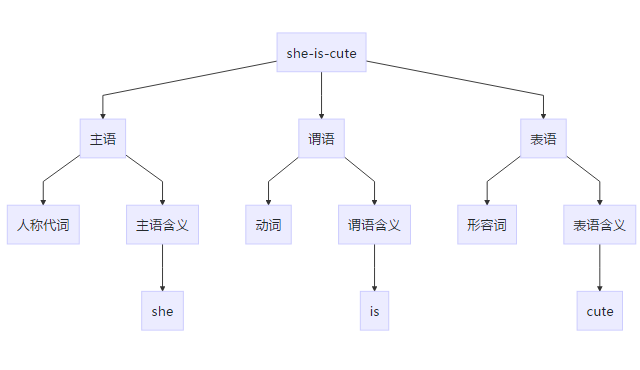 she-is-cute
主语
谓语
表语
人称代词
主语含义
动词
谓语含义
形容词
表语含义
she
is
cute